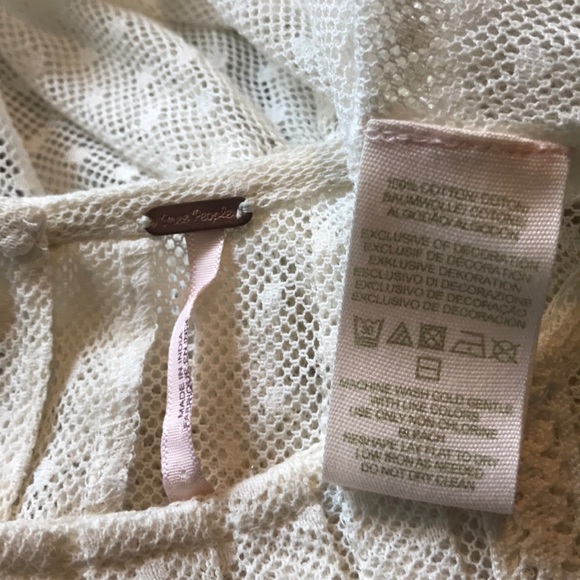 Free People
MADE IN INDIA
100% COTTON
EXCLUSIVE OF DECORATION
EXCLUSIF DE DÉCORATION
EXKLUSIVE DEKORATION
ESCLUSIVO DI DECORAZIONE
EXCLUSIVO DE DECORAÇÃO
EXCLUSIVO DE DECORACION
MACHINE WASH COLD GENTLE
WITH LIKE COLORS
USE ONLY NON-CHLORINE
BLEACH
RESHAPE LAY FLAT TO DRY
LOW IRON AS NEEDED
DO NOT DRY CLEAN